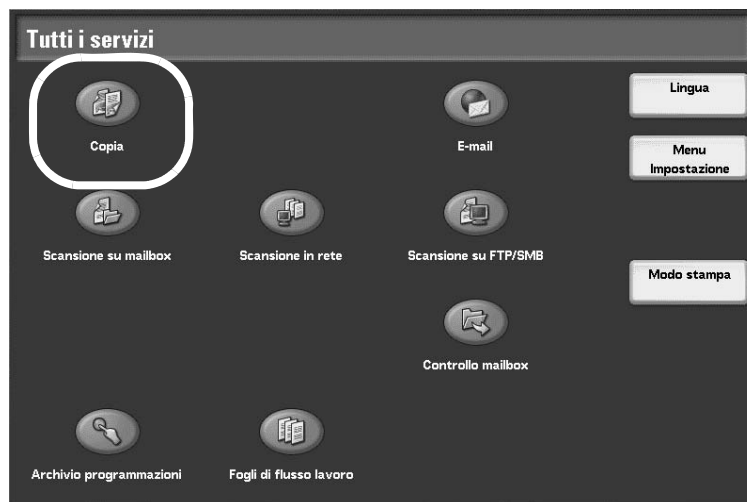 Tutti i servizi
Copia
E-mail
Lingua
Menu
Impostazione
Scansione su mailbox
Scansione in rete
Scansione su FTP/SMB
Modo stampa
Controllo mailbox
Archivio programmazioni
Fogli di flusso lavoro